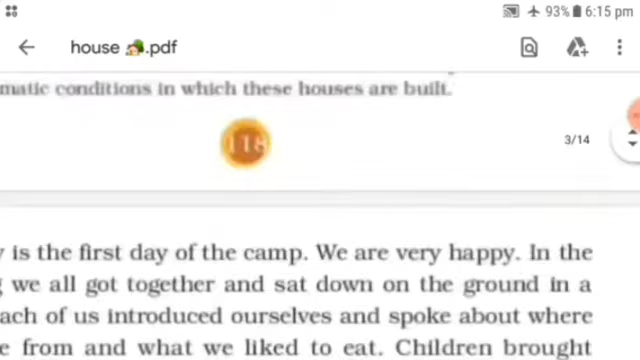 93% 6:15 pm
house .pdf
matic conditions in which these houses are built.
118
3/14
is the first day of the camp. We are very happy. In the
we all got together and sat down on the ground in a
ach of us introduced ourselves and spoke about where
e from and what we liked to eat. Children brought